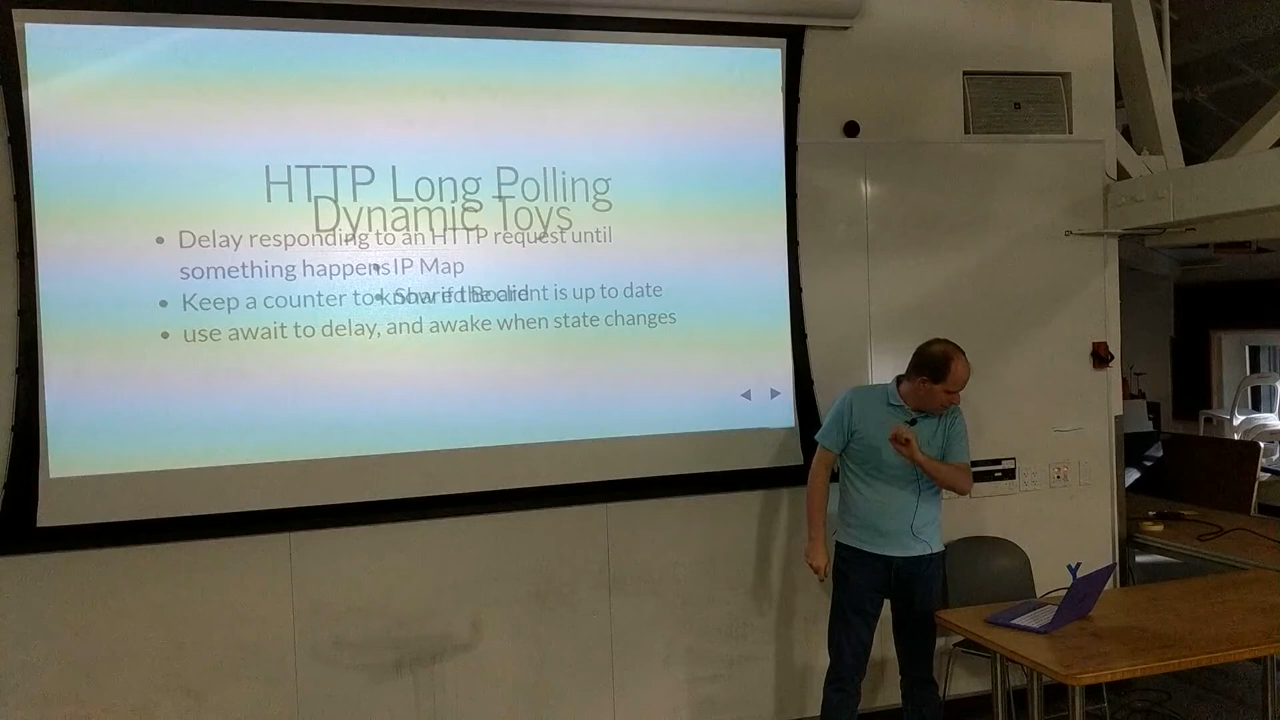 HTTP Long Polling
Dynamic Toys
• Delay responding to an HTTP request until
something happens
• IP Map
• Keep a counter to know if the client is up to date
• Shared Board
• use await to delay, and awake when state changes